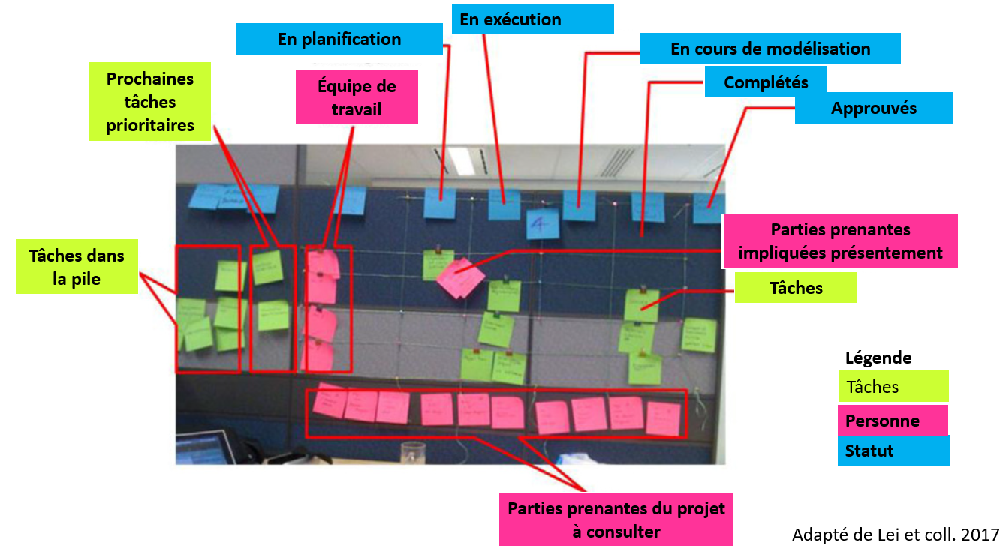 En exécution
En planification
En cours de modélisation
Prochaines
tâches
prioritaires
Équipe de
travail
Complétés
Approuvés
Parties prenantes
impliquées présentement
Tâches dans
la pile
Tâches
Légende
Tâches
Personne
Statut
Parties prenantes du projet
à consulter
Adapté de Lei et coll. 2017